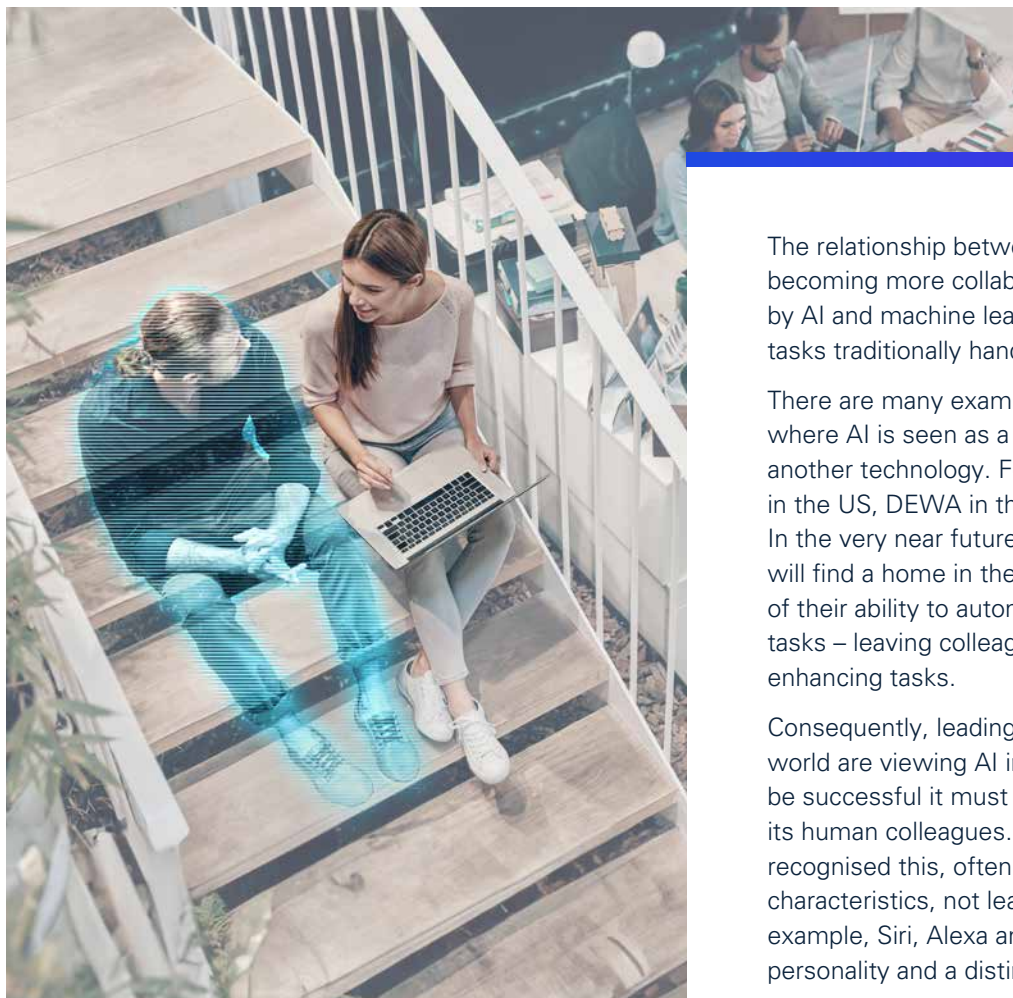 The relationship betw
becoming more collab
by AI and machine lea
tasks traditionally han
There are many exam
where AI is seen as a
another technology. F
in the US, DEWA in th
In the very near future
will find a home in the
of their ability to autor
tasks – leaving colleag
enhancing tasks.
Consequently, leading
world are viewing AI i
be successful it must
its human colleagues.
recognised this, often
characteristics, not lea
example, Siri, Alexa a
personality and a disti